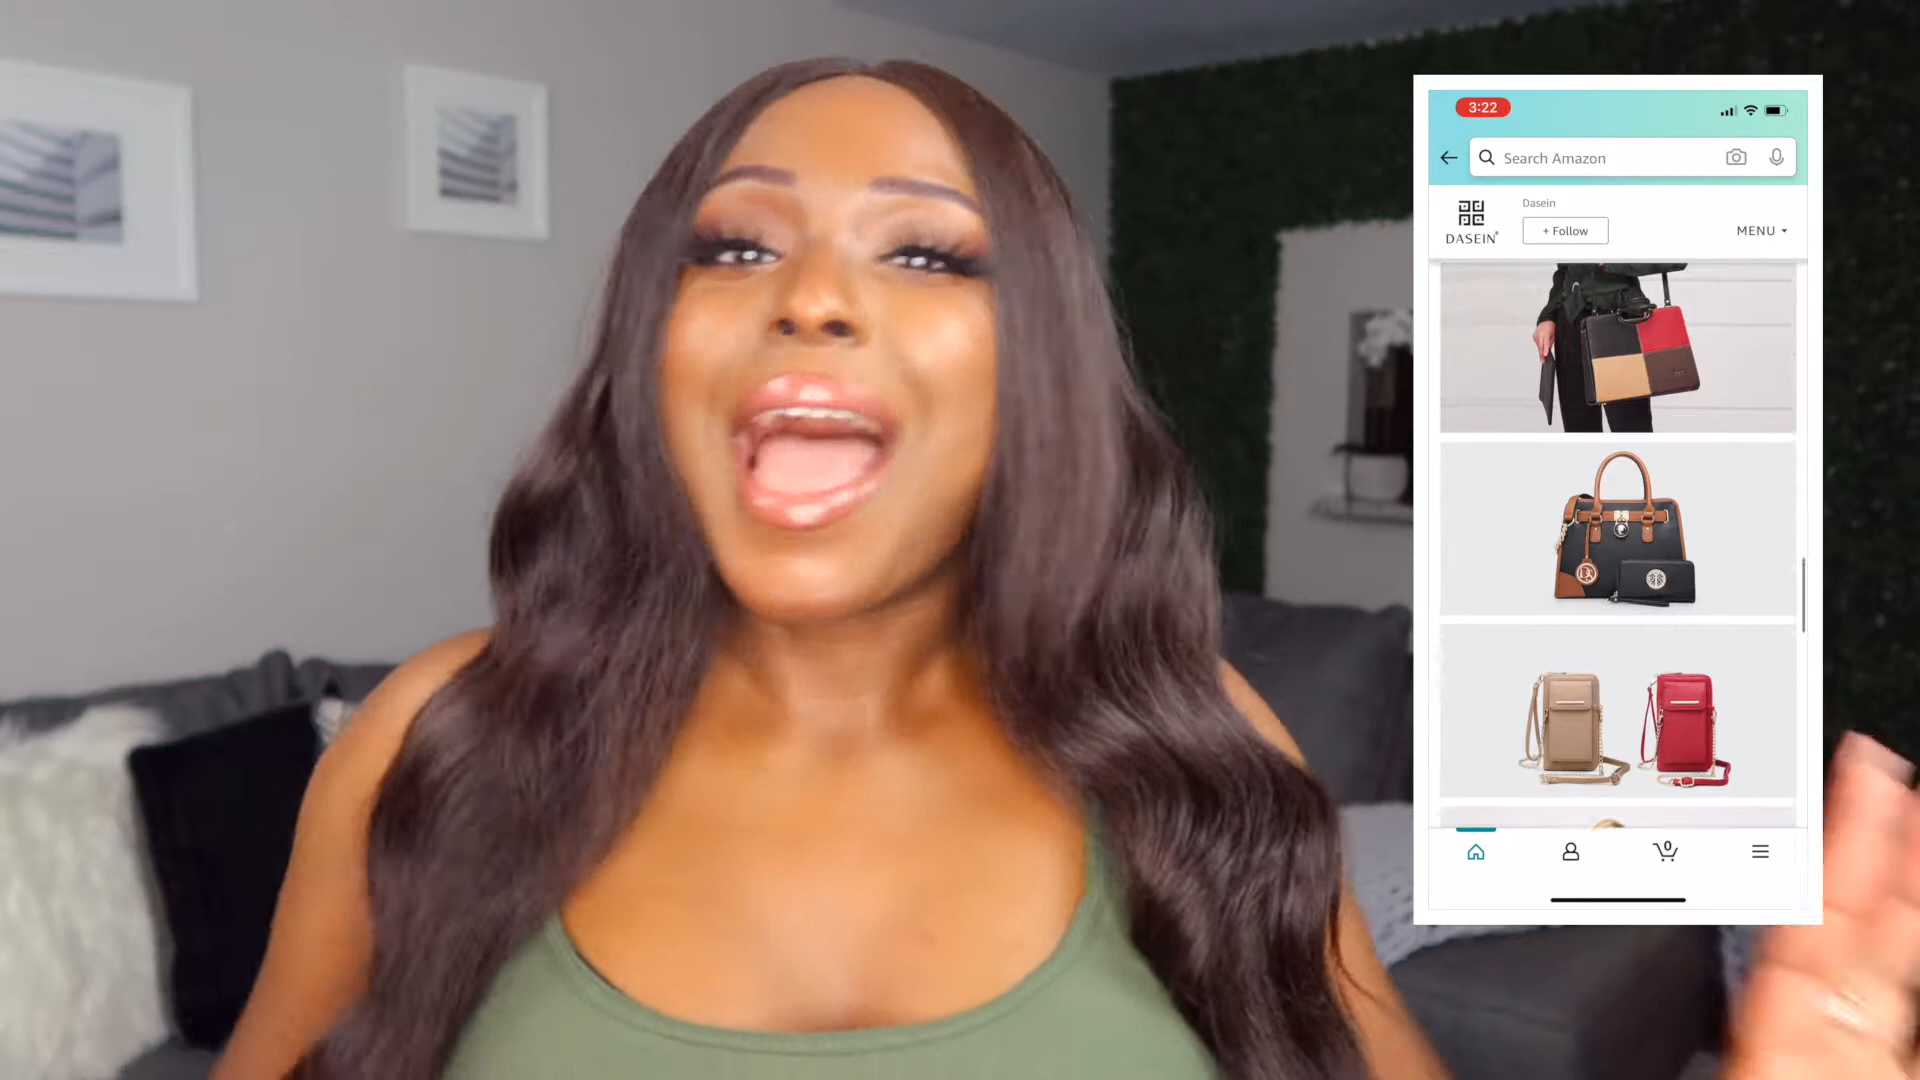 3:22
Search Amazon
Dasein
DASEIN®
+ Follow
MENU
0